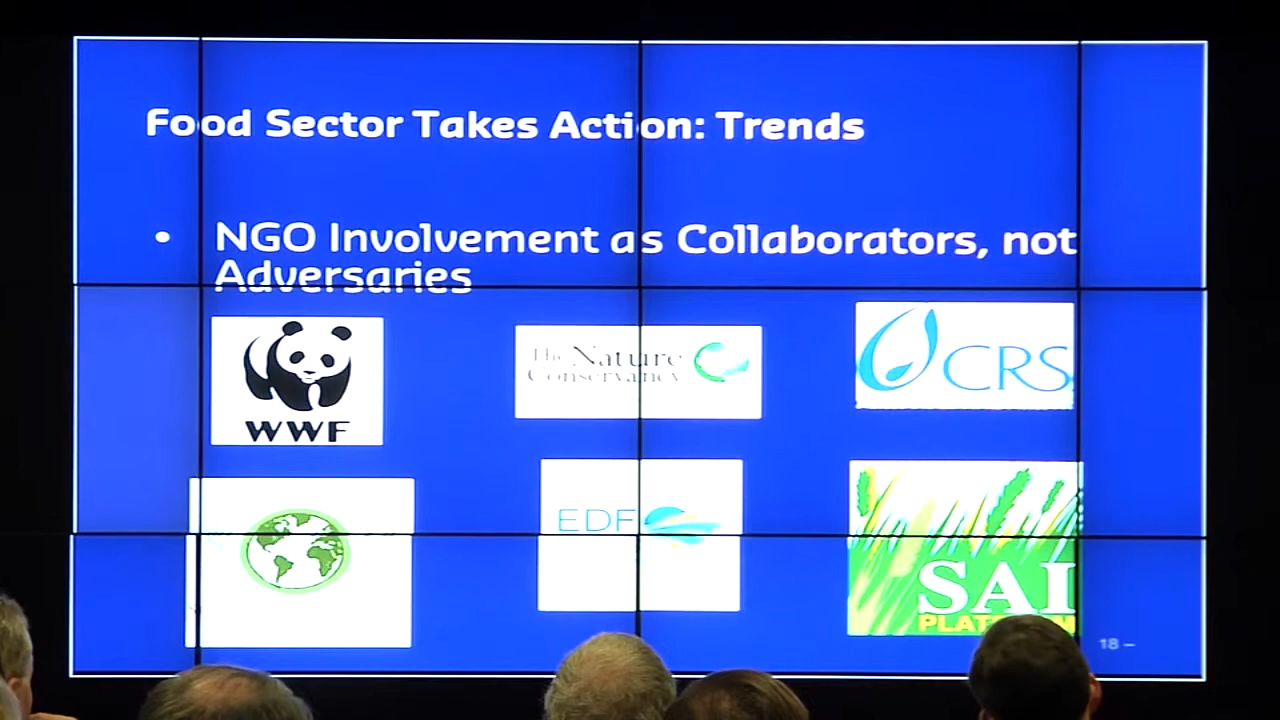 Food Sector Takes Action: Trends
• NGO Involvement as Collaborators, not
Adversaries
WWF
The Nature
Conservancy
CRS
EDF
SAI
PLATFORM
18 –